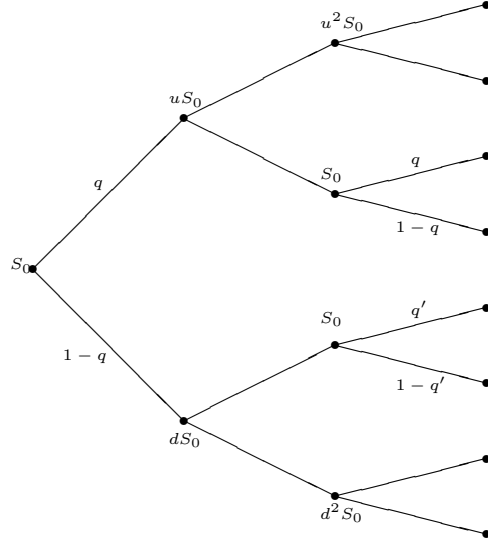 u²S₀
uS₀
q
S₀
q
1 − q
S₀
1 − q
S₀
q′
1 − q′
dS₀
d²S₀